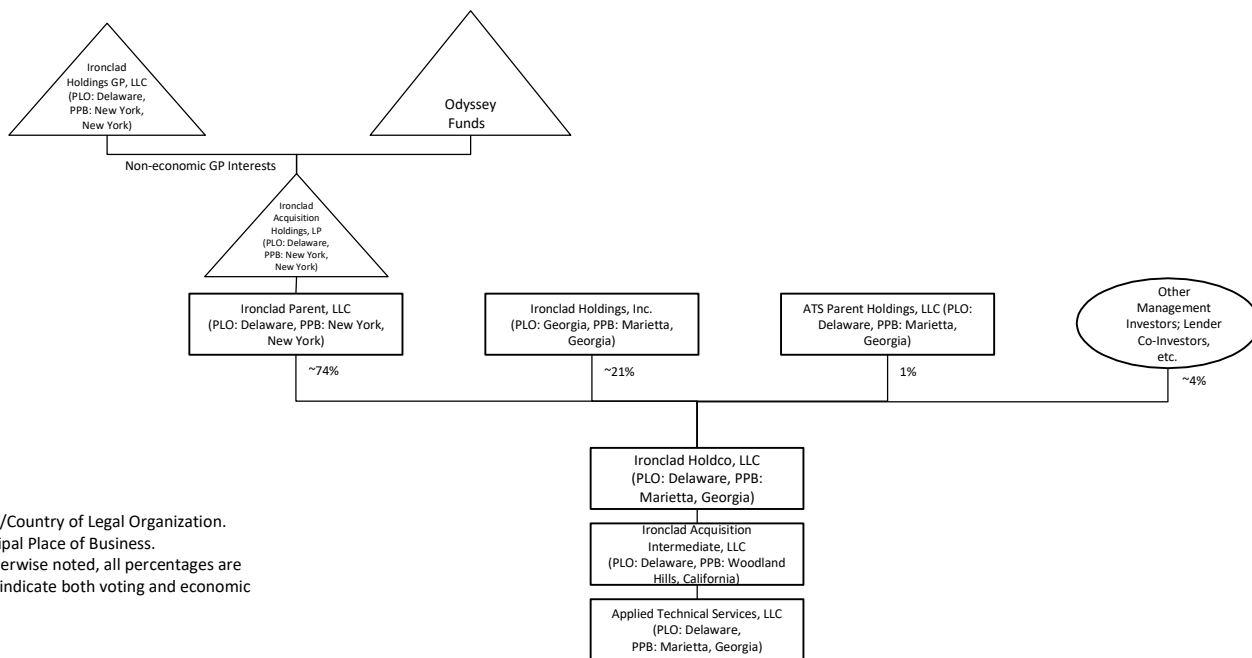 Ironclad
Holdings GP, LLC
(PLO: Delaware,
PPB: New York,
New York)
Odyssey
Funds
Non-economic GP Interests
Ironclad
Acquisition
Holdings, LP
(PLO: Delaware,
PPB: New York,
New York)
Ironclad Parent, LLC
(PLO: Delaware, PPB: New York,
New York)
Ironclad Holdings, Inc.
(PLO: Georgia, PPB: Marietta,
Georgia)
ATS Parent Holdings, LLC (PLO:
Delaware, PPB: Marietta,
Georgia)
Other
Management
Investors; Lender
Co-Investors,
etc.
~74%
~21%
1%
~4%
Ironclad Holdco, LLC
(PLO: Delaware, PPB:
Marietta, Georgia)
Ironclad Acquisition
Intermediate, LLC
(PLO: Delaware, PPB: Woodland
Hills, California)
Applied Technical Services, LLC
(PLO: Delaware,
PPB: Marietta, Georgia)
/Country of Legal Organization.
ipal Place of Business.
erwise noted, all percentages are
indicate both voting and economic